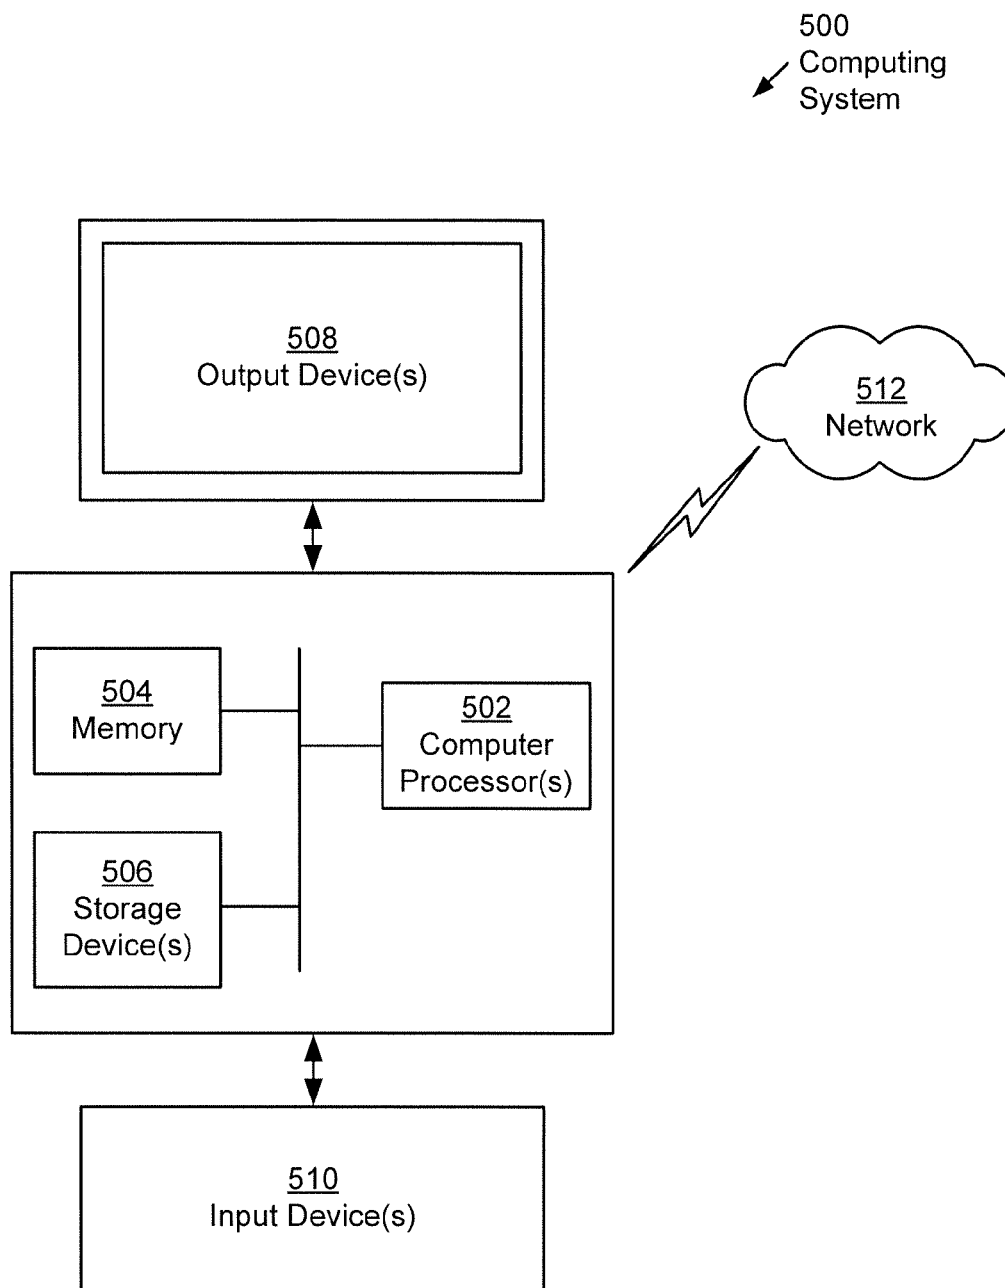 500
Computing
System
508
Output Device(s)
512
Network
504
Memory
502
Computer
Processor(s)
506
Storage
Device(s)
510
Input Device(s)